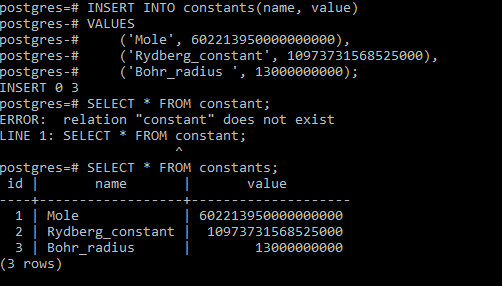 postgres=# INSERT INTO constants(name, value)
postgres-# VALUES
postgres-#     ('Mole', 602213950000000000),
postgres-#     ('Rydberg_constant', 10973731568525000),
postgres-#     ('Bohr_radius ', 13000000000);
INSERT 0 3
postgres=# SELECT * FROM constant;
ERROR:  relation "constant" does not exist
LINE 1: SELECT * FROM constant;
                      ^
postgres=# SELECT * FROM constants;
 id |       name       |       value
----+------------------+--------------------
  1 | Mole             | 602213950000000000
  2 | Rydberg_constant |  10973731568525000
  3 | Bohr_radius      |        13000000000
(3 rows)